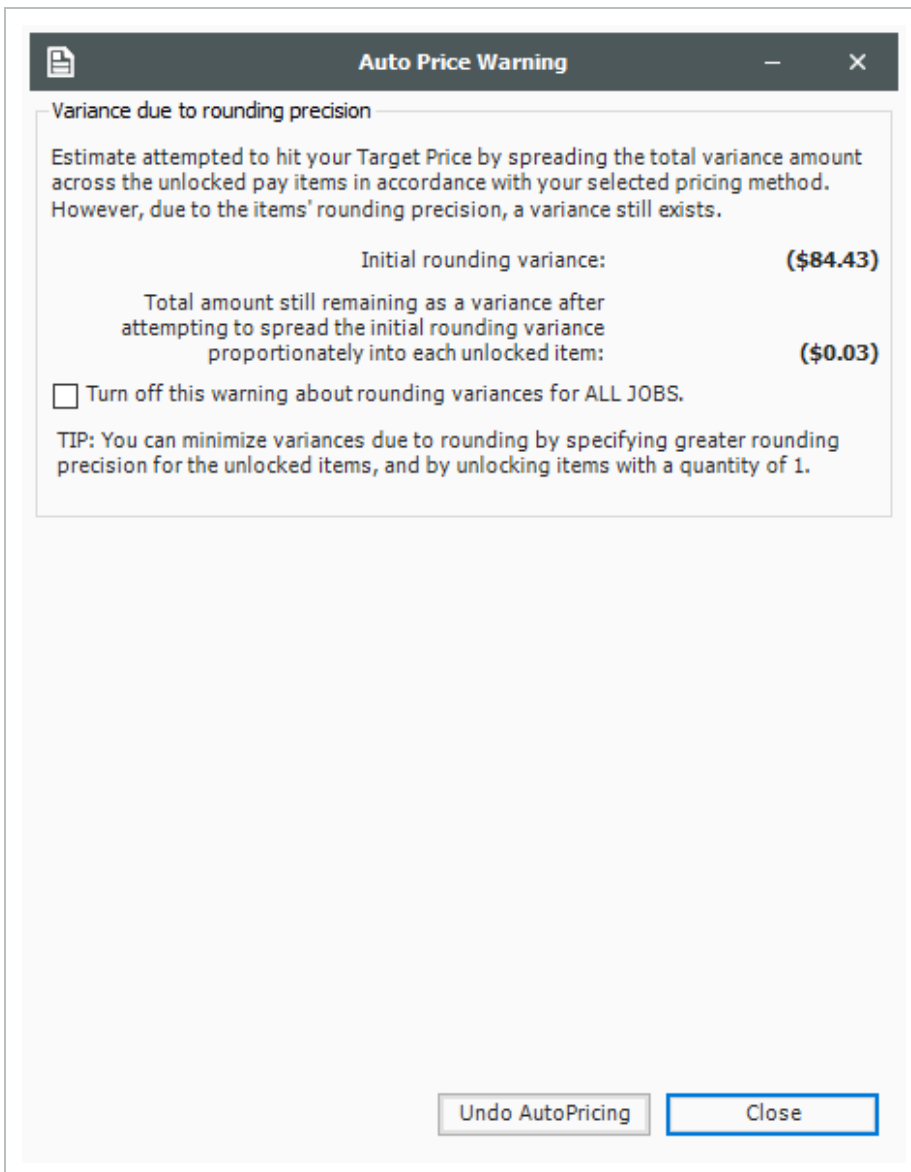 Auto Price Warning
Variance due to rounding precision
Estimate attempted to hit your Target Price by spreading the total variance amount
across the unlocked pay items in accordance with your selected pricing method.
However, due to the items' rounding precision, a variance still exists.
Initial rounding variance: ($84.43)
Total amount still remaining as a variance after
attempting to spread the initial rounding variance
proportionately into each unlocked item: ($0.03)
Turn off this warning about rounding variances for ALL JOBS.
TIP: You can minimize variances due to rounding by specifying greater rounding
precision for the unlocked items, and by unlocking items with a quantity of 1.
Undo AutoPricing Close